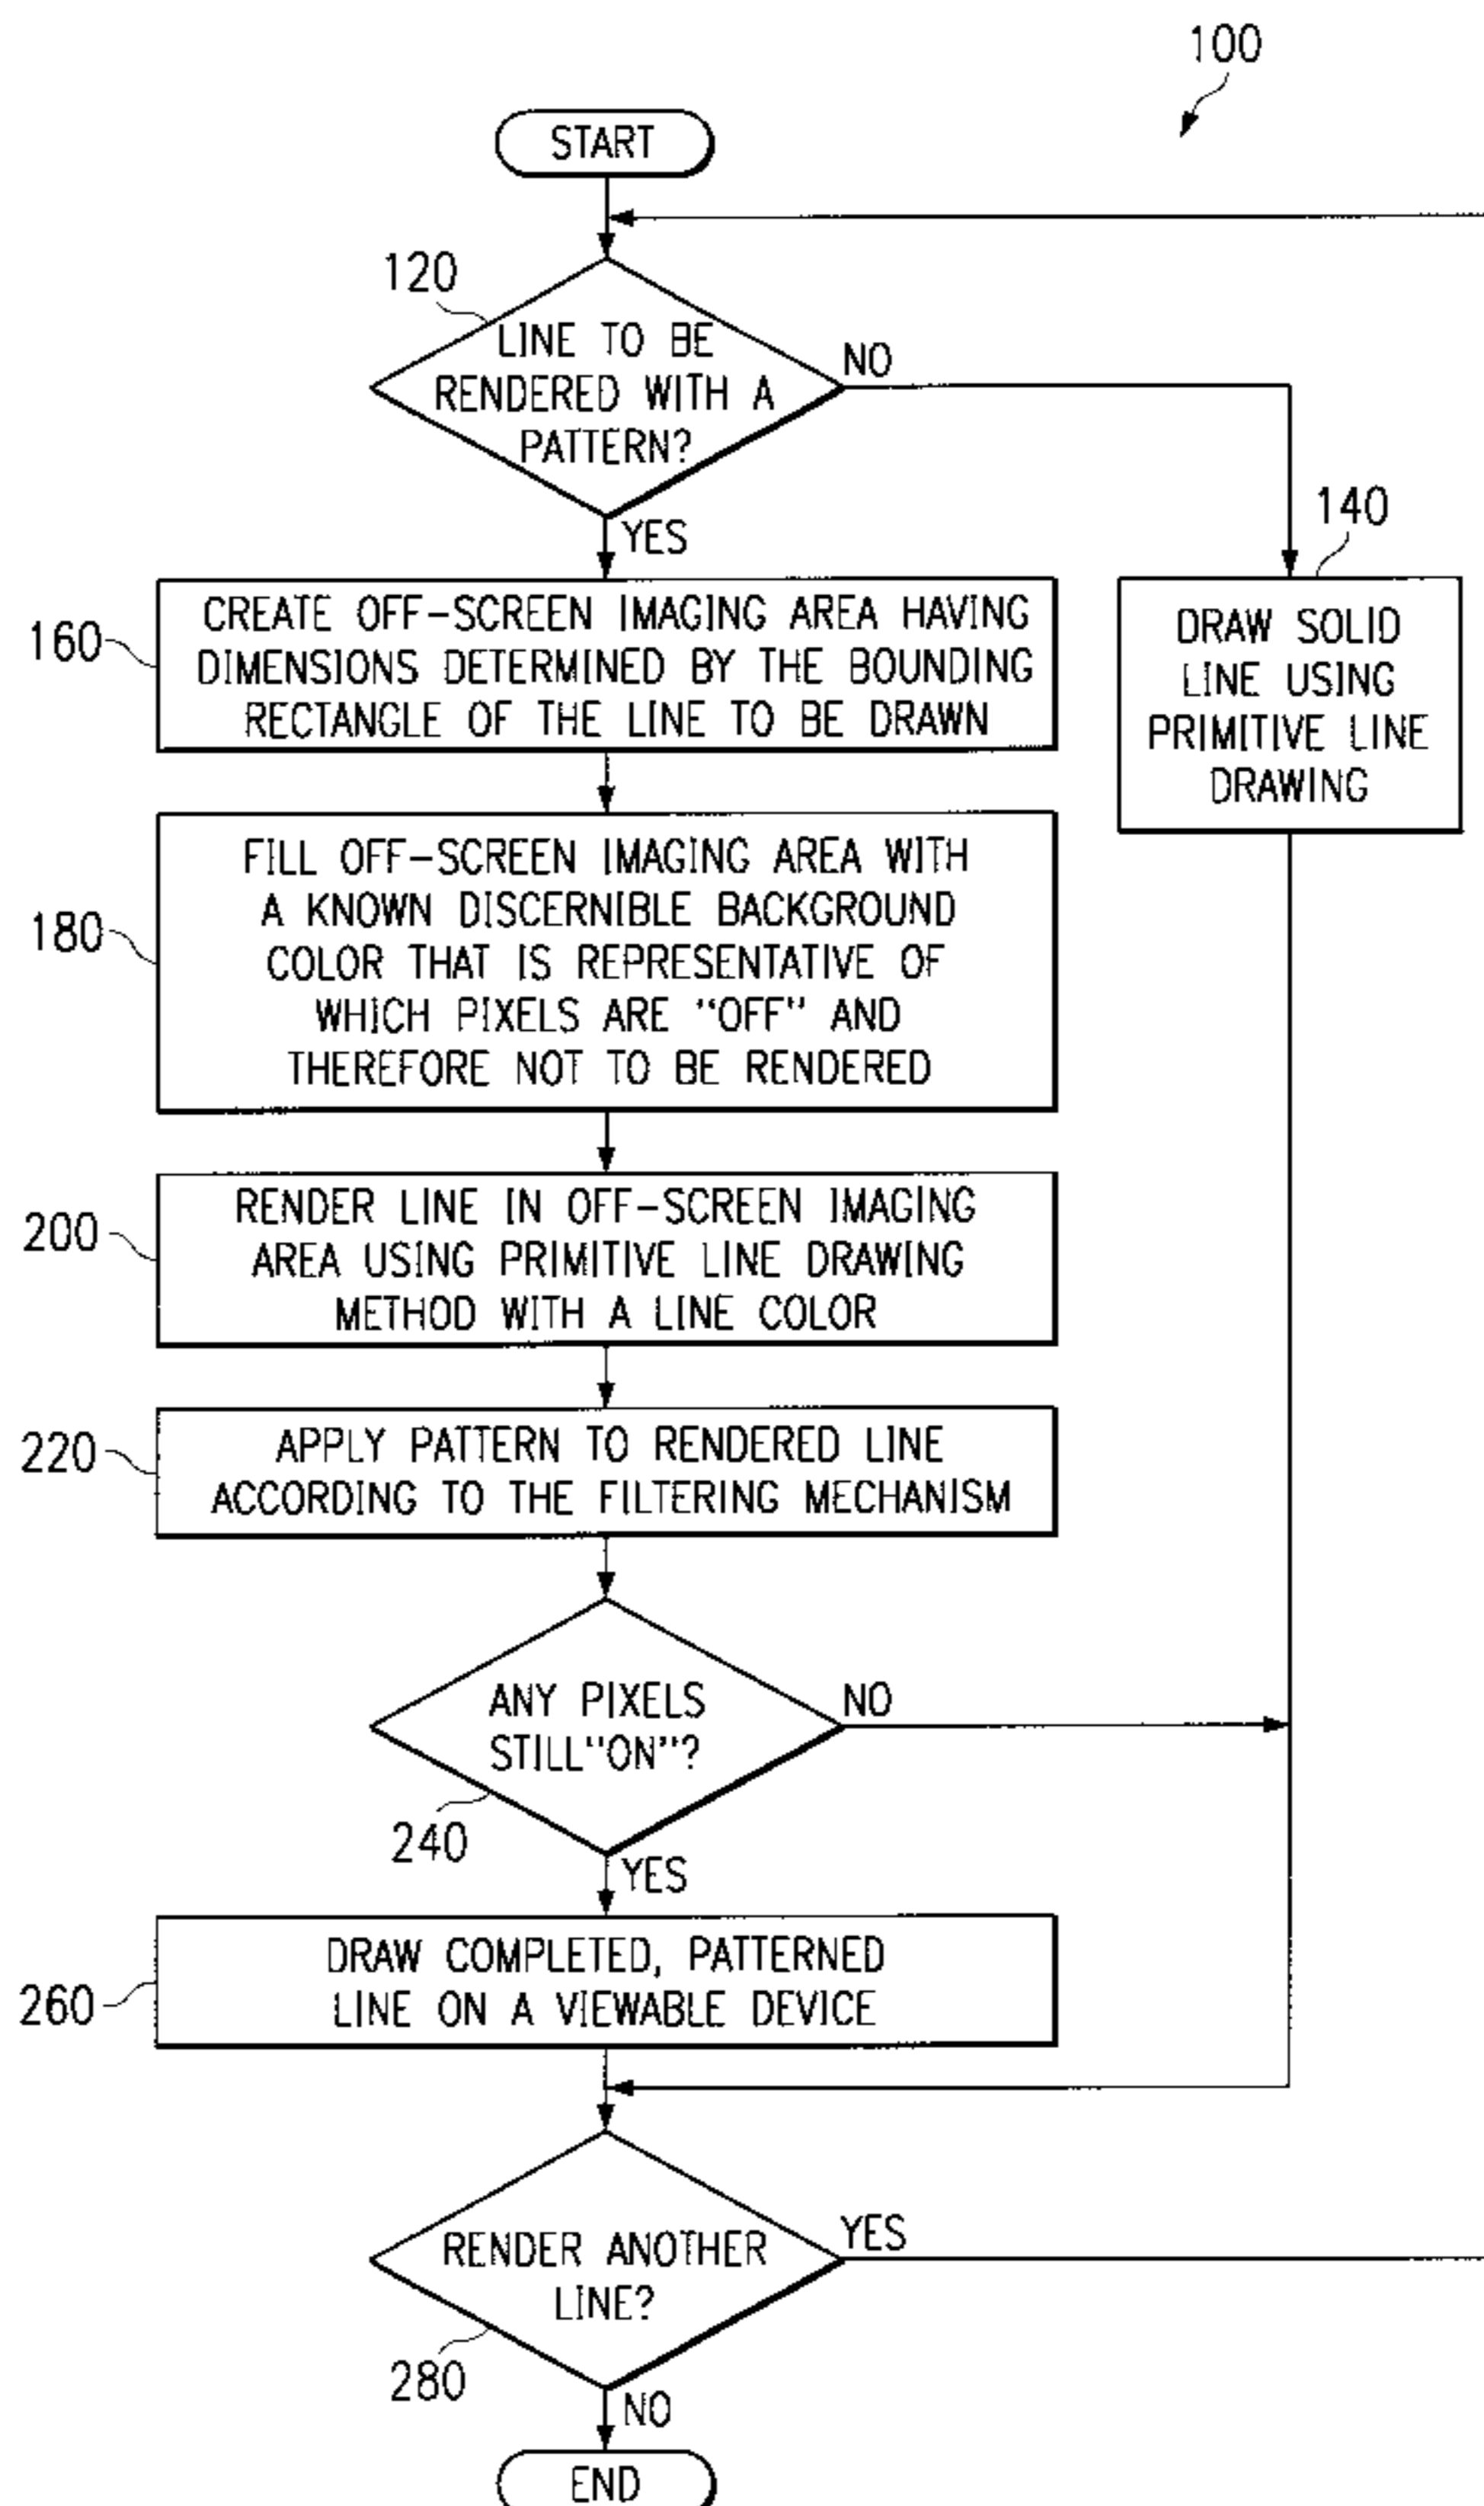 100
START
120
LINE TO BE
RENDERED WITH A
PATTERN?
NO
YES
140
DRAW SOLID
LINE USING
PRIMITIVE LINE
DRAWING
160
CREATE OFF-SCREEN IMAGING AREA HAVING
DIMENSIONS DETERMINED BY THE BOUNDING
RECTANGLE OF THE LINE TO BE DRAWN
180
FILL OFF-SCREEN IMAGING AREA WITH
A KNOWN DISCERNIBLE BACKGROUND
COLOR THAT IS REPRESENTATIVE OF
WHICH PIXELS ARE "OFF" AND
THEREFORE NOT TO BE RENDERED
200
RENDER LINE IN OFF-SCREEN IMAGING
AREA USING PRIMITIVE LINE DRAWING
METHOD WITH A LINE COLOR
220
APPLY PATTERN TO RENDERED LINE
ACCORDING TO THE FILTERING MECHANISM
ANY PIXELS
STILL"ON"?
NO
240
YES
260
DRAW COMPLETED, PATTERNED
LINE ON A VIEWABLE DEVICE
RENDER ANOTHER
LINE?
YES
280
NO
END